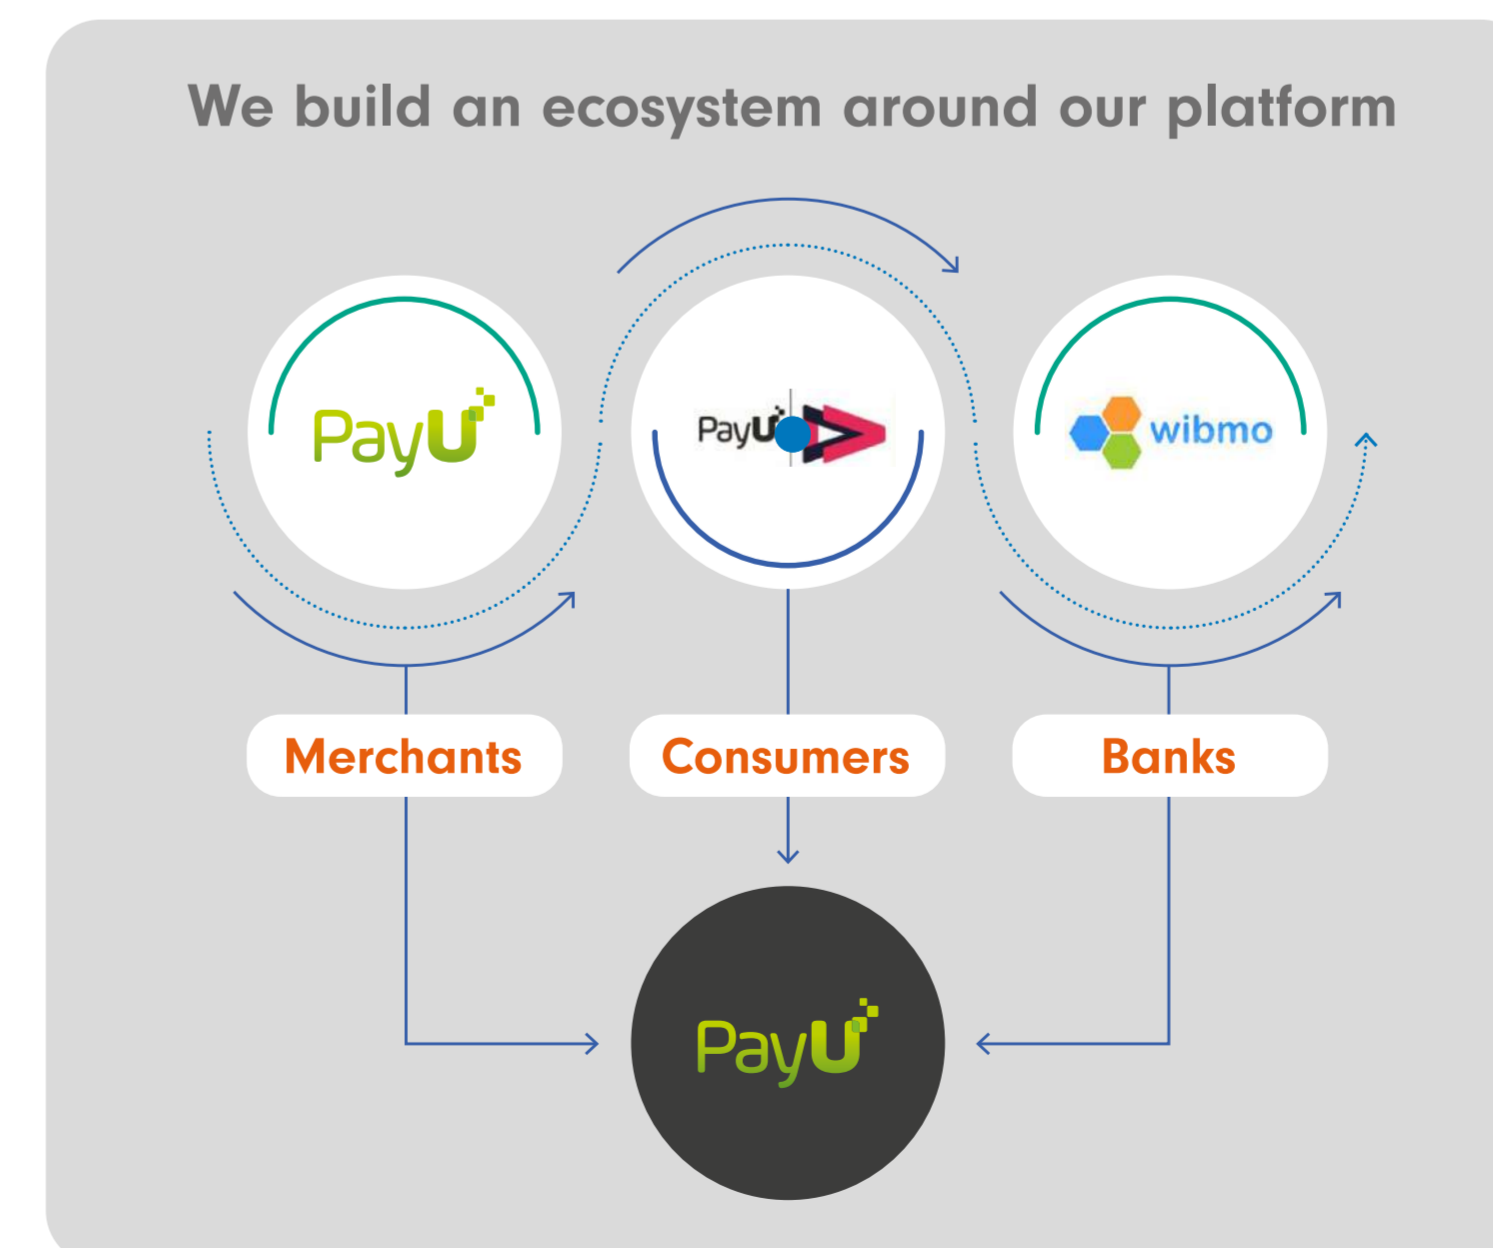 We build an ecosystem around our platform
PayU
PayU
wibmo
Merchants
Consumers
Banks
PayU